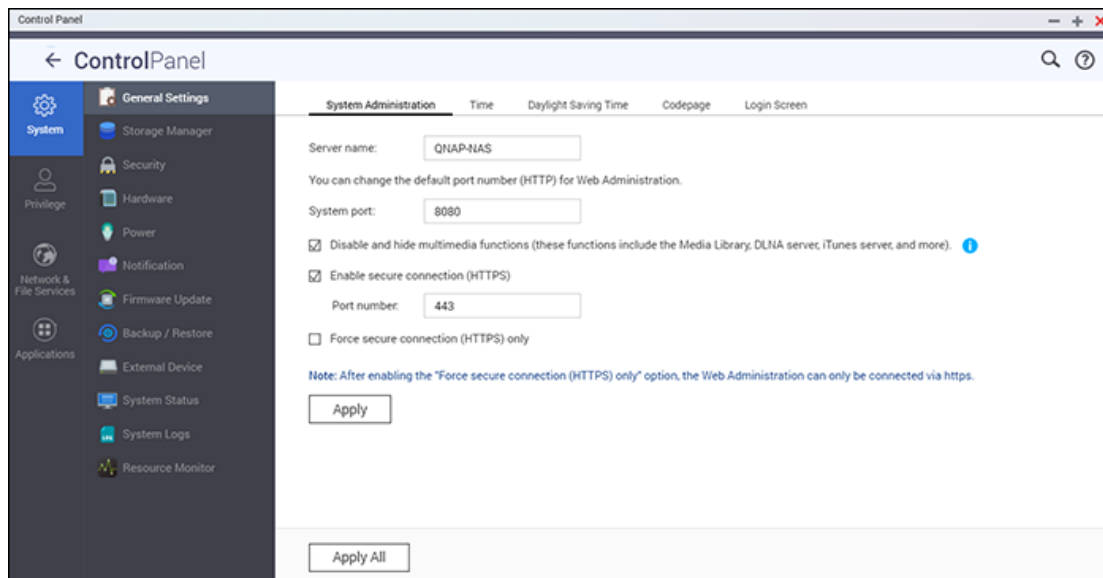 Control Panel
ControlPanel
System
Privilege
Network &
File Services
Applications
General Settings
Storage Manager
Security
Hardware
Power
Notification
Firmware Update
Backup / Restore
External Device
System Status
System Logs
Resource Monitor
System Administration Time Daylight Saving Time Codepage Login Screen
Server name: QNAP-NAS
You can change the default port number (HTTP) for Web Administration.
System port: 8080
Disable and hide multimedia functions (these functions include the Media Library, DLNA server, iTunes server, and more).
Enable secure connection (HTTPS)
Port number: 443
Force secure connection (HTTPS) only
Note: After enabling the "Force secure connection (HTTPS) only" option, the Web Administration can only be connected via https.
Apply
Apply All